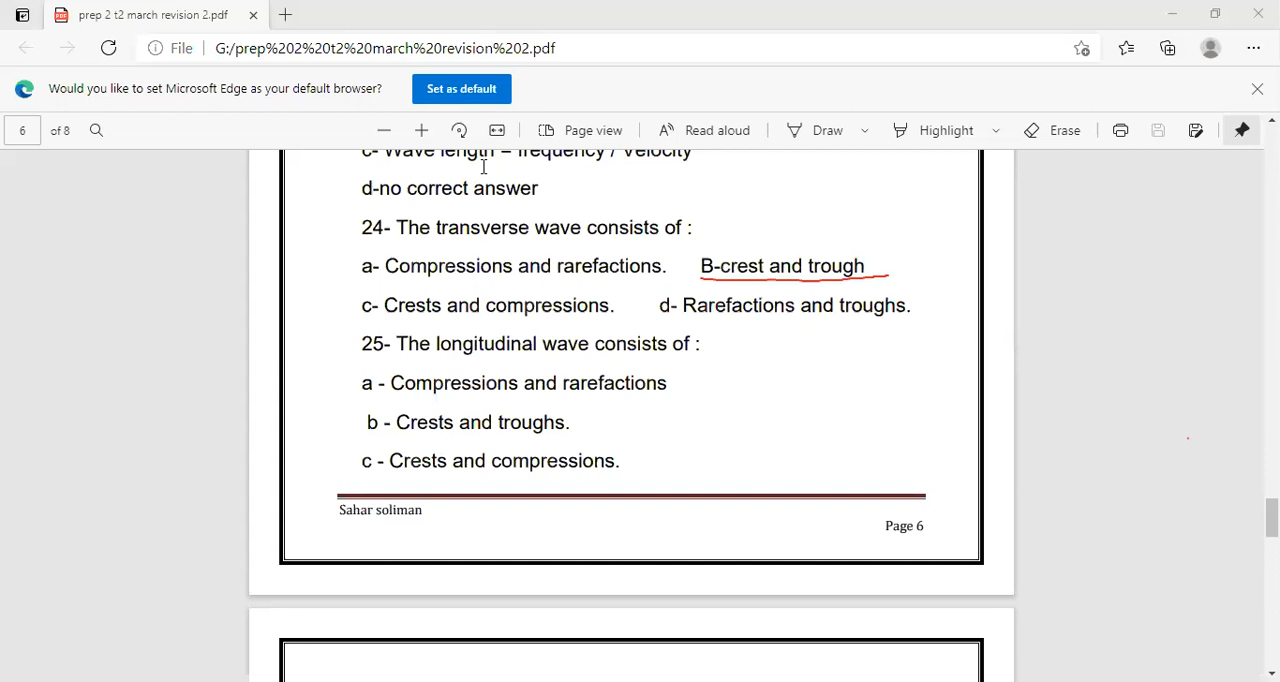 prep 2 t2 march revision 2.pdf
File
G:/prep%202%20t2%20march%20revision%202.pdf
Would you like to set Microsoft Edge as your default browser?
Set as default
6 of 8
Page view
Read aloud
Draw
Highlight
Erase
c- Wave length = frequency / Velocity
d-no correct answer
24- The transverse wave consists of :
a- Compressions and rarefactions. B-crest and trough
c- Crests and compressions. d- Rarefactions and troughs.
25- The longitudinal wave consists of :
a - Compressions and rarefactions
b - Crests and troughs.
c - Crests and compressions.
Sahar soliman
Page 6